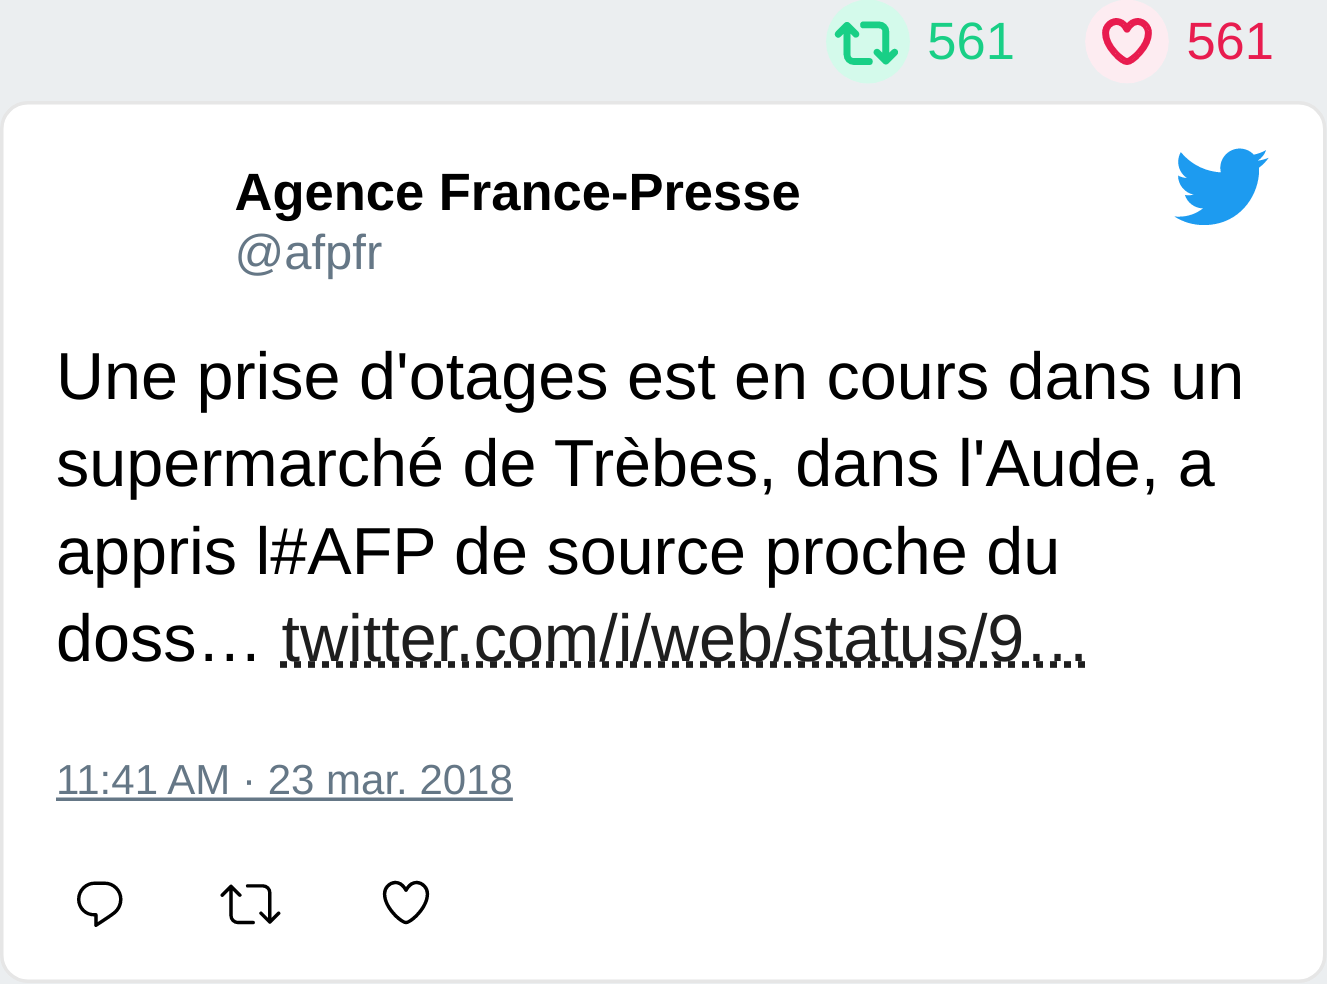 561 561
Agence France-Presse
@afpfr
Une prise d'otages est en cours dans un
supermarché de Trèbes, dans l'Aude, a
appris l#AFP de source proche du
doss… twitter.com/i/web/status/9…
11:41 AM · 23 mar. 2018